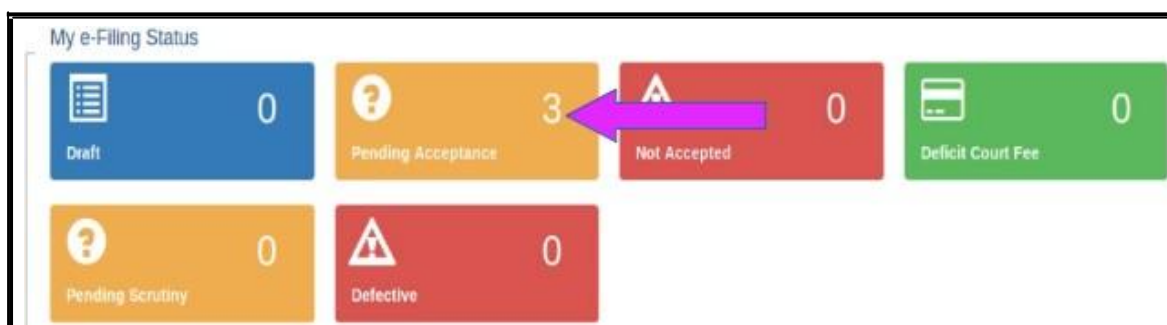 My e-Filing Status
0 3 0 0
Draft Pending Acceptance Not Accepted Deficit Court Fee
0 0
Pending Scrutiny Defective